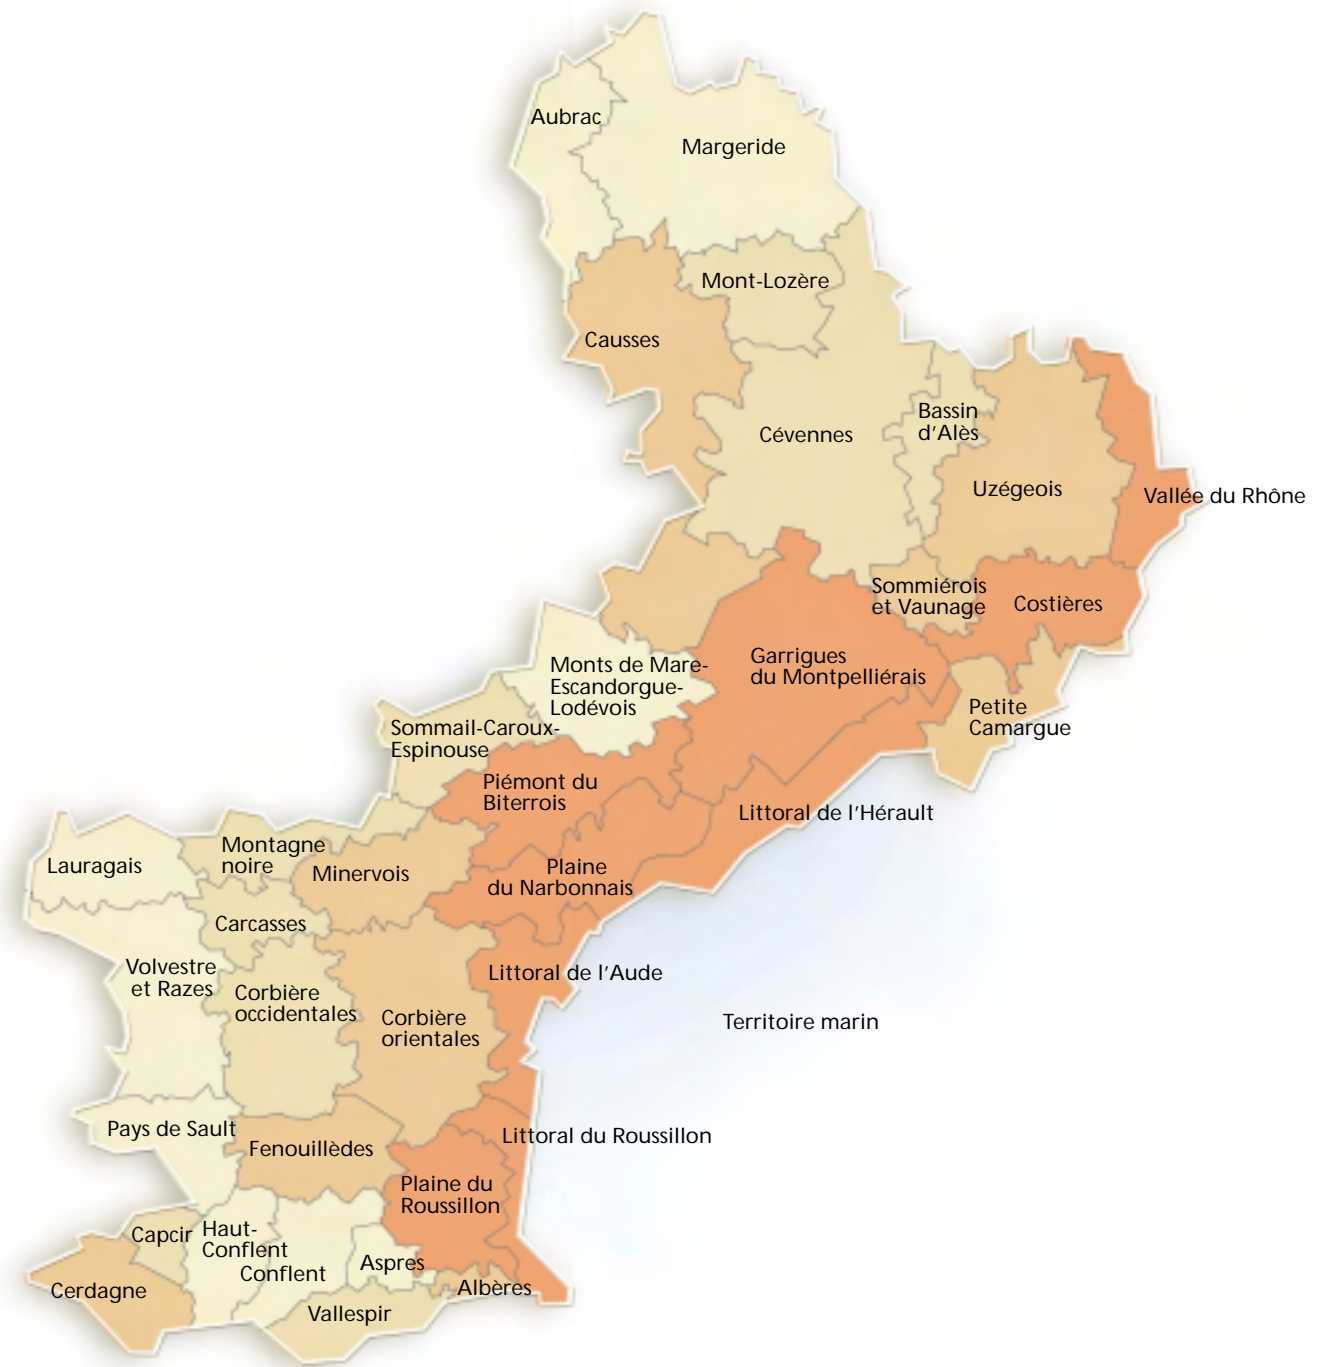 Aubrac
Margeride
Mont-Lozère
Causses
Cévennes
Bassin
d'Alès
Uzégeois
Vallée du Rhône
Sommiérois
et Vaunage
Costières
Garrigues
du Montpelliérais
Monts de Mare-
Escandorgue-
Lodévois
Petite
Camargue
Sommail-Caroux-
Espinouse
Piémont du
Biterrois
Littoral de l'Hérault
Montagne
noire
Lauragais
Minervois
Plaine
du Narbonnais
Carcasses
Volvestre
et Razes
Littoral de l'Aude
Corbière
occidentales
Corbière
orientales
Territoire marin
Pays de Sault
Littoral du Roussillon
Fenouillèdes
Plaine du
Roussillon
Capcir
Haut-
Conflent
Conflent
Aspres
Cerdagne
Albères
Vallespir